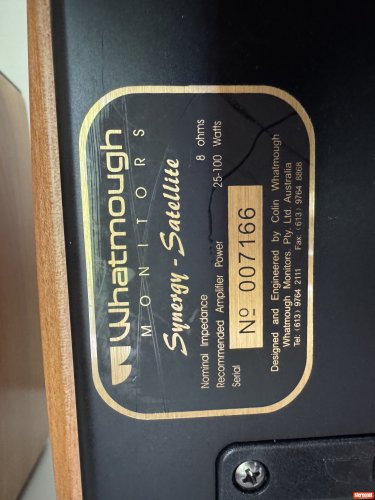 Whatmough
MONITORS
Synergy - Satellite
Nominal Impedance 8 ohms
Recommended Amplifier Power 25-100 Watts
Serial Nº 007166
Designed and Engineered by Colin Whatmough
Whatmough Monitors. Pty. Ltd. Australia
Tel: (613) 9764 2111 Fax: (613) 9764 8868
stereonet